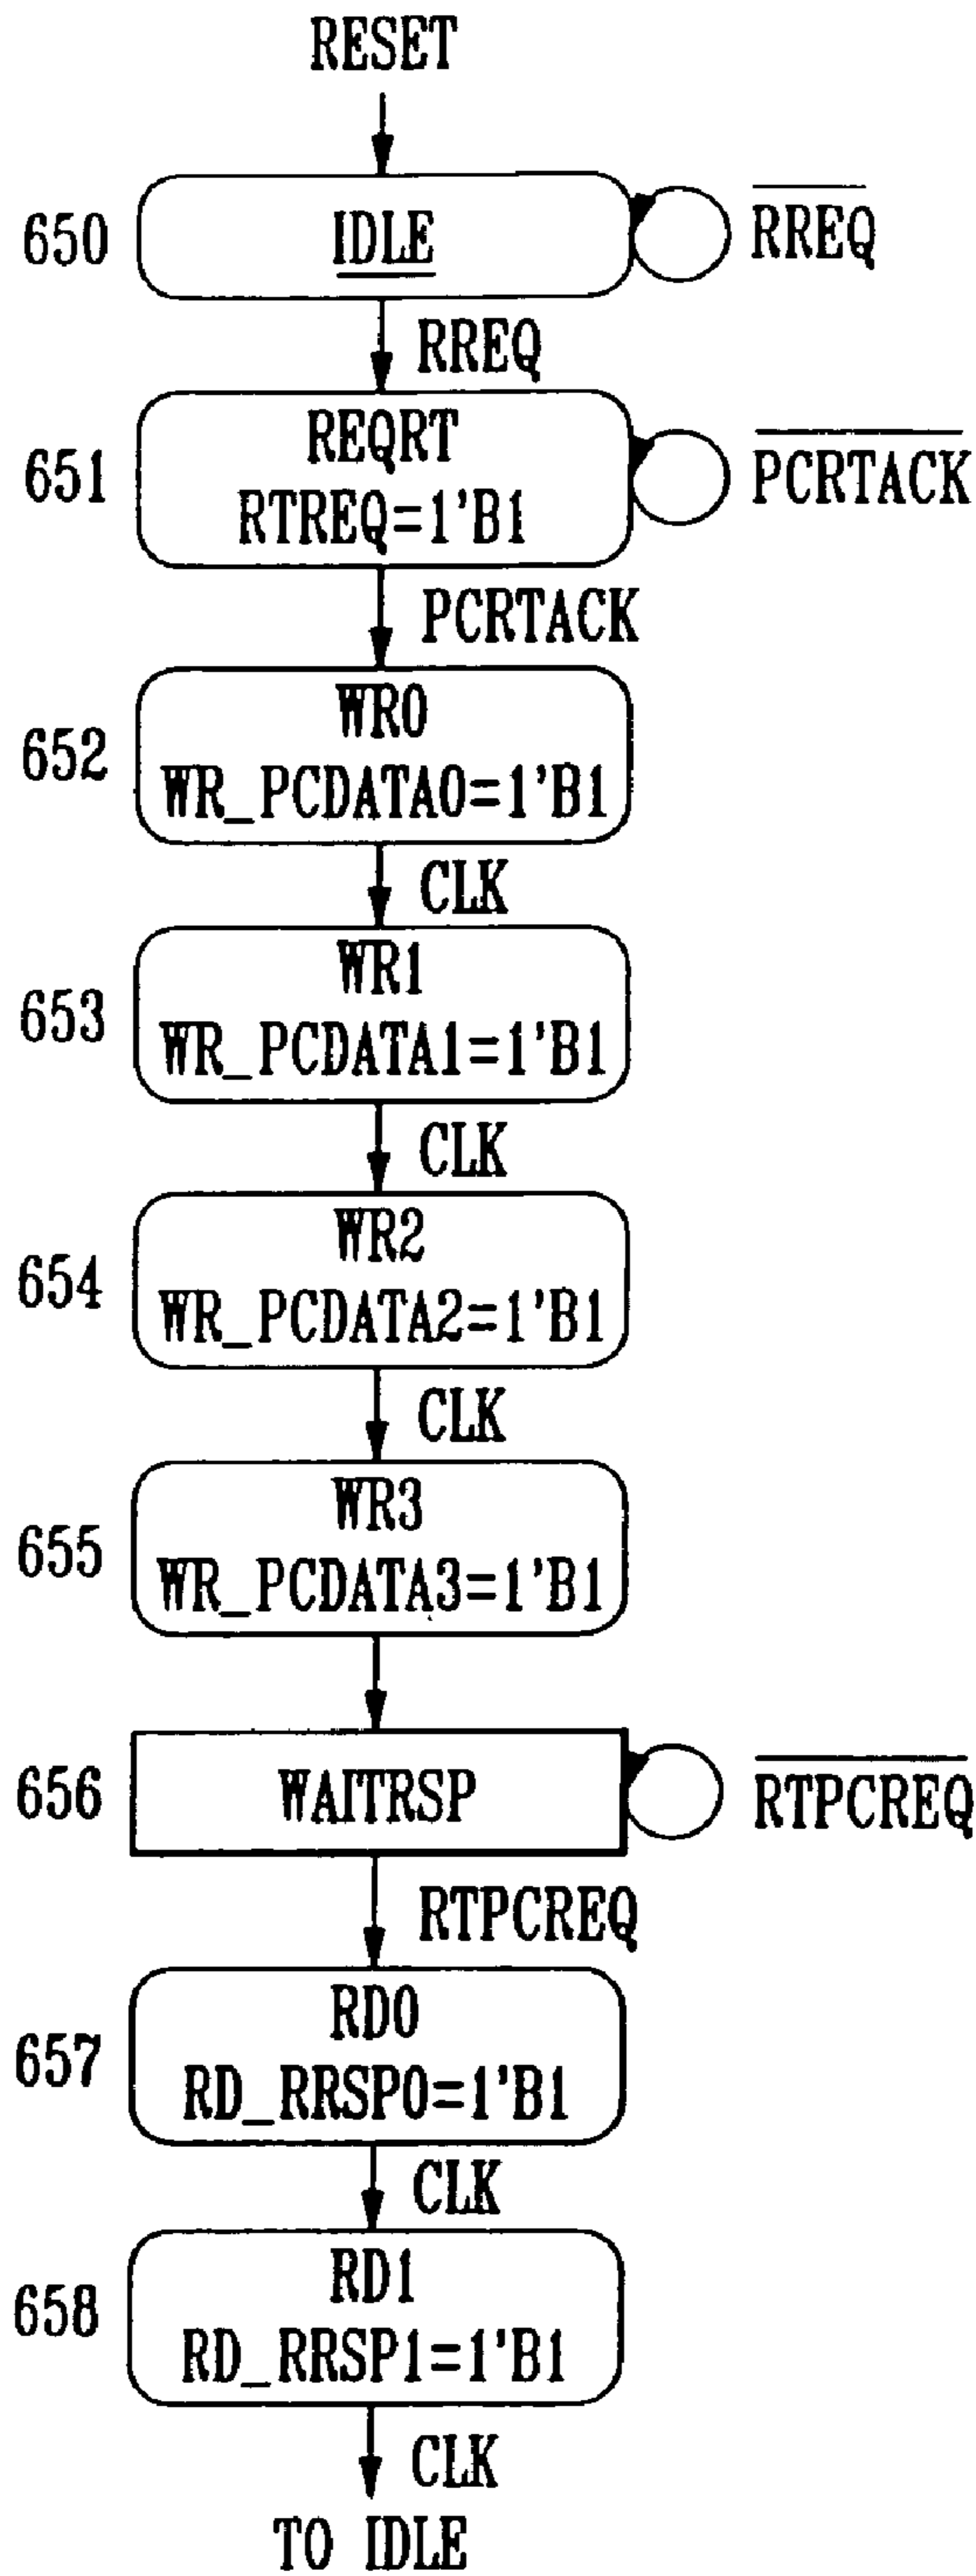 RESET
650
IDLE
RREQ
RREQ
651
REQRT
RTREQ=1'B1
PCRTACK
PCRTACK
652
WR0
WR_PCDATA0=1'B1
CLK
653
WR1
WR_PCDATA1=1'B1
CLK
654
WR2
WR_PCDATA2=1'B1
CLK
655
WR3
WR_PCDATA3=1'B1
656
WAITRSP
RTPCREQ
RTPCREQ
657
RD0
RD_RRSP0=1'B1
CLK
658
RD1
RD_RRSP1=1'B1
CLK
TO IDLE